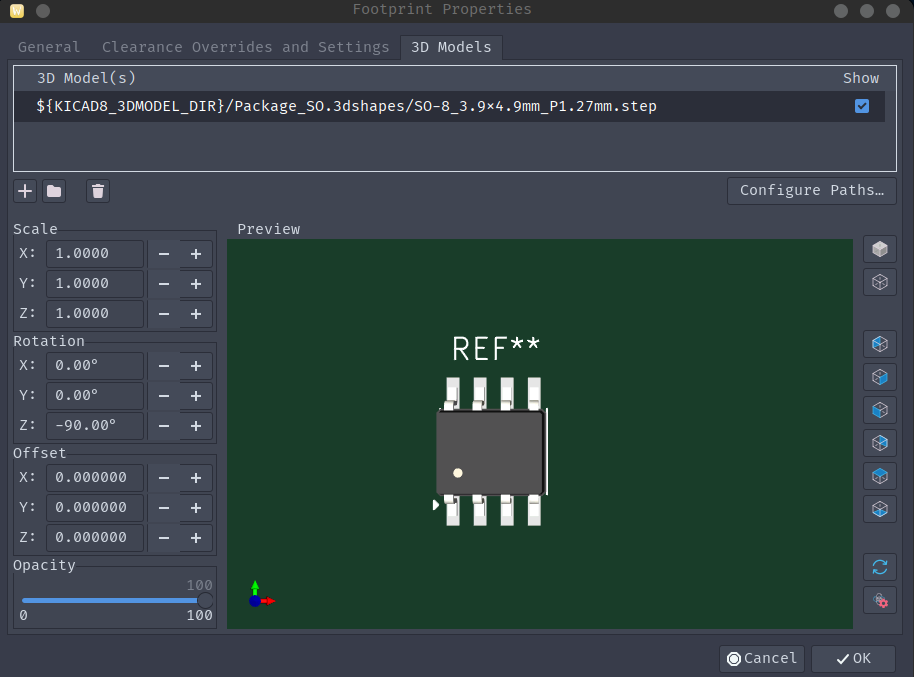 Footprint Properties
General Clearance Overrides and Settings 3D Models
3D Model(s) Show
${KICAD8_3DMODEL_DIR}/Package_SO.3dshapes/SO-8_3.9x4.9mm_P1.27mm.step
Configure Paths…
Scale
X: 1.0000 − +
Y: 1.0000 − +
Z: 1.0000 − +
Rotation
X: 0.00° − +
Y: 0.00° − +
Z: -90.00° − +
Offset
X: 0.000000 − +
Y: 0.000000 − +
Z: 0.000000 − +
Opacity
100
0 100
Preview
REF**
Cancel OK